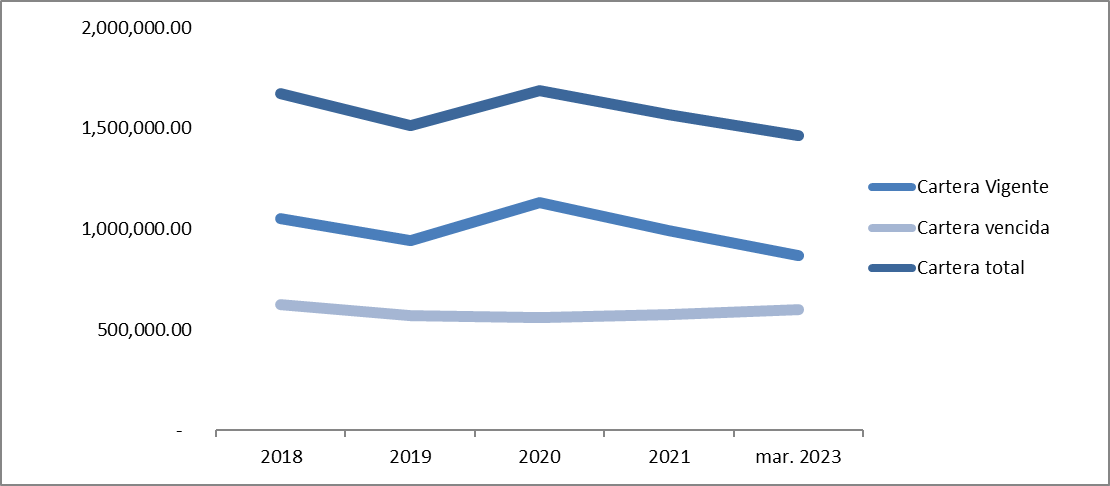 2,000,000.00
1,500,000.00
1,000,000.00
500,000.00
-
2018 2019 2020 2021 mar. 2023
Cartera Vigente
Cartera vencida
Cartera total